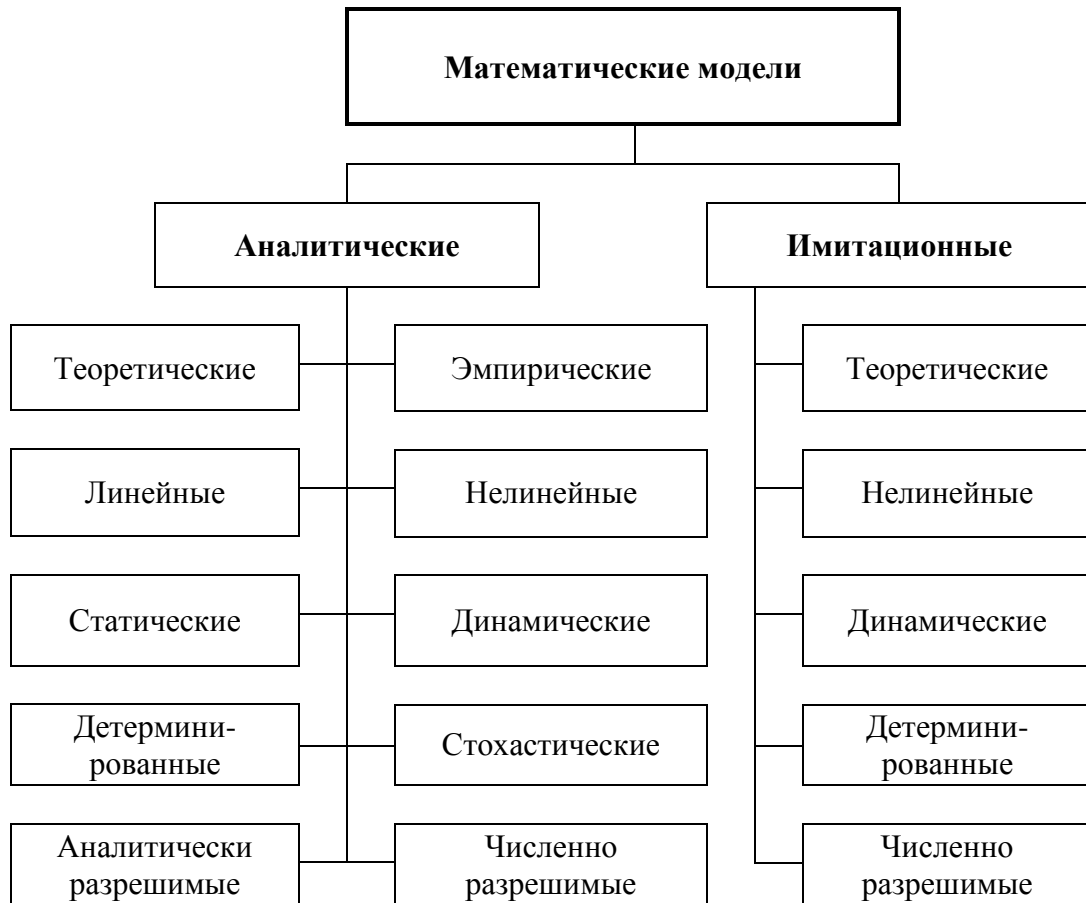 Математические модели
Аналитические
Имитационные
Теоретические
Эмпирические
Теоретические
Линейные
Нелинейные
Нелинейные
Статические
Динамические
Динамические
Детермини-
рованные
Стохастические
Детермини-
рованные
Аналитически
разрешимые
Численно
разрешимые
Численно
разрешимые